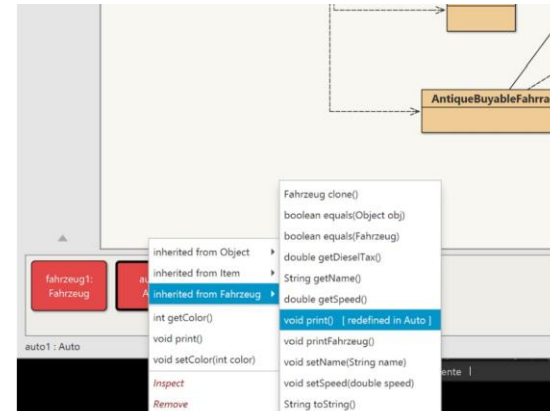 AntiqueBuyableFahrra
Fahrzeug clone()
boolean equals(Object obj)
boolean equals(Fahrzeug)
double getDieselTax()
String getName()
double getSpeed()
void print() [ redefined in Auto ]
void printFahrzeug()
void setName(String name)
void setSpeed(double speed)
String toString()
inherited from Object
inherited from Item
inherited from Fahrzeug
int getColor()
void print()
void setColor(int color)
Inspect
Remove
fahrzeug1:
Fahrzeug
au
A
auto1 : Auto
ente